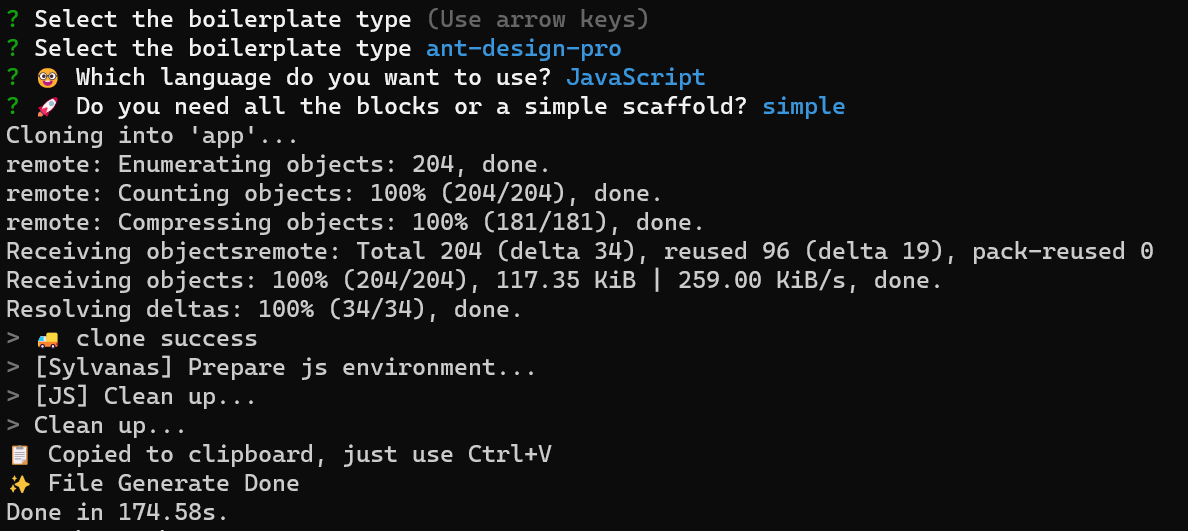 ? Select the boilerplate type (Use arrow keys)
? Select the boilerplate type ant-design-pro
? 🤓 Which language do you want to use? JavaScript
? 🚀 Do you need all the blocks or a simple scaffold? simple
Cloning into 'app'...
remote: Enumerating objects: 204, done.
remote: Counting objects: 100% (204/204), done.
remote: Compressing objects: 100% (181/181), done.
Receiving objectsremote: Total 204 (delta 34), reused 96 (delta 19), pack-reused 0
Receiving objects: 100% (204/204), 117.35 KiB | 259.00 KiB/s, done.
Resolving deltas: 100% (34/34), done.
> 🚚 clone success
> [Sylvanas] Prepare js environment...
> [JS] Clean up...
> Clean up...
📋 Copied to clipboard, just use Ctrl+V
✨ File Generate Done
Done in 174.58s.